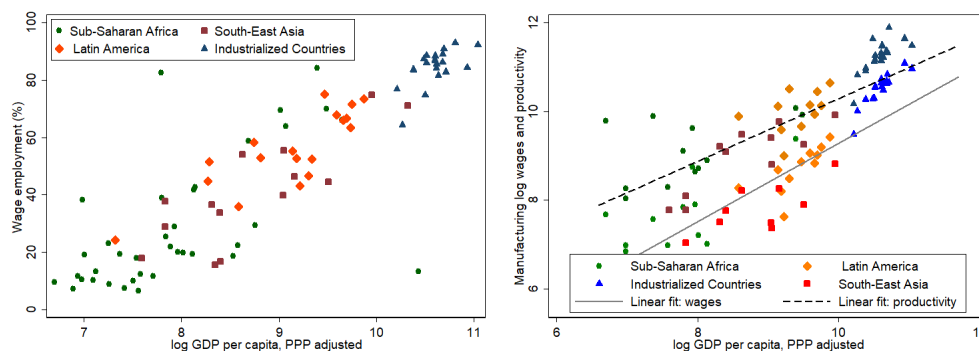 Sub-Saharan Africa
South-East Asia
Latin America
Industrialized Countries
Wage employment (%)
100
80
60
40
20
0
7
8
9
10
11
log GDP per capita, PPP adjusted
Manufacturing log wages and productivity
12
10
8
6
Sub-Saharan Africa
Latin America
Industrialized Countries
South-East Asia
Linear fit: wages
Linear fit: productivity
6
8
10
log GDP per capita, PPP adjusted